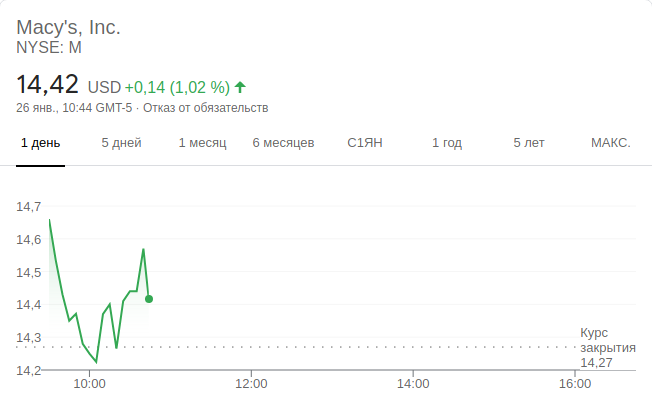 Macy's, Inc.
NYSE: M
14,42 USD +0,14 (1,02 %)
26 янв., 10:44 GMT-5 · Отказ от обязательств
1 день 5 дней 1 месяц 6 месяцев С1ЯН 1 год 5 лет МАКС.
14,7
14,6
14,5
14,4
14,3
14,2
Курс
закрытия
14,27
10:00 12:00 14:00 16:00